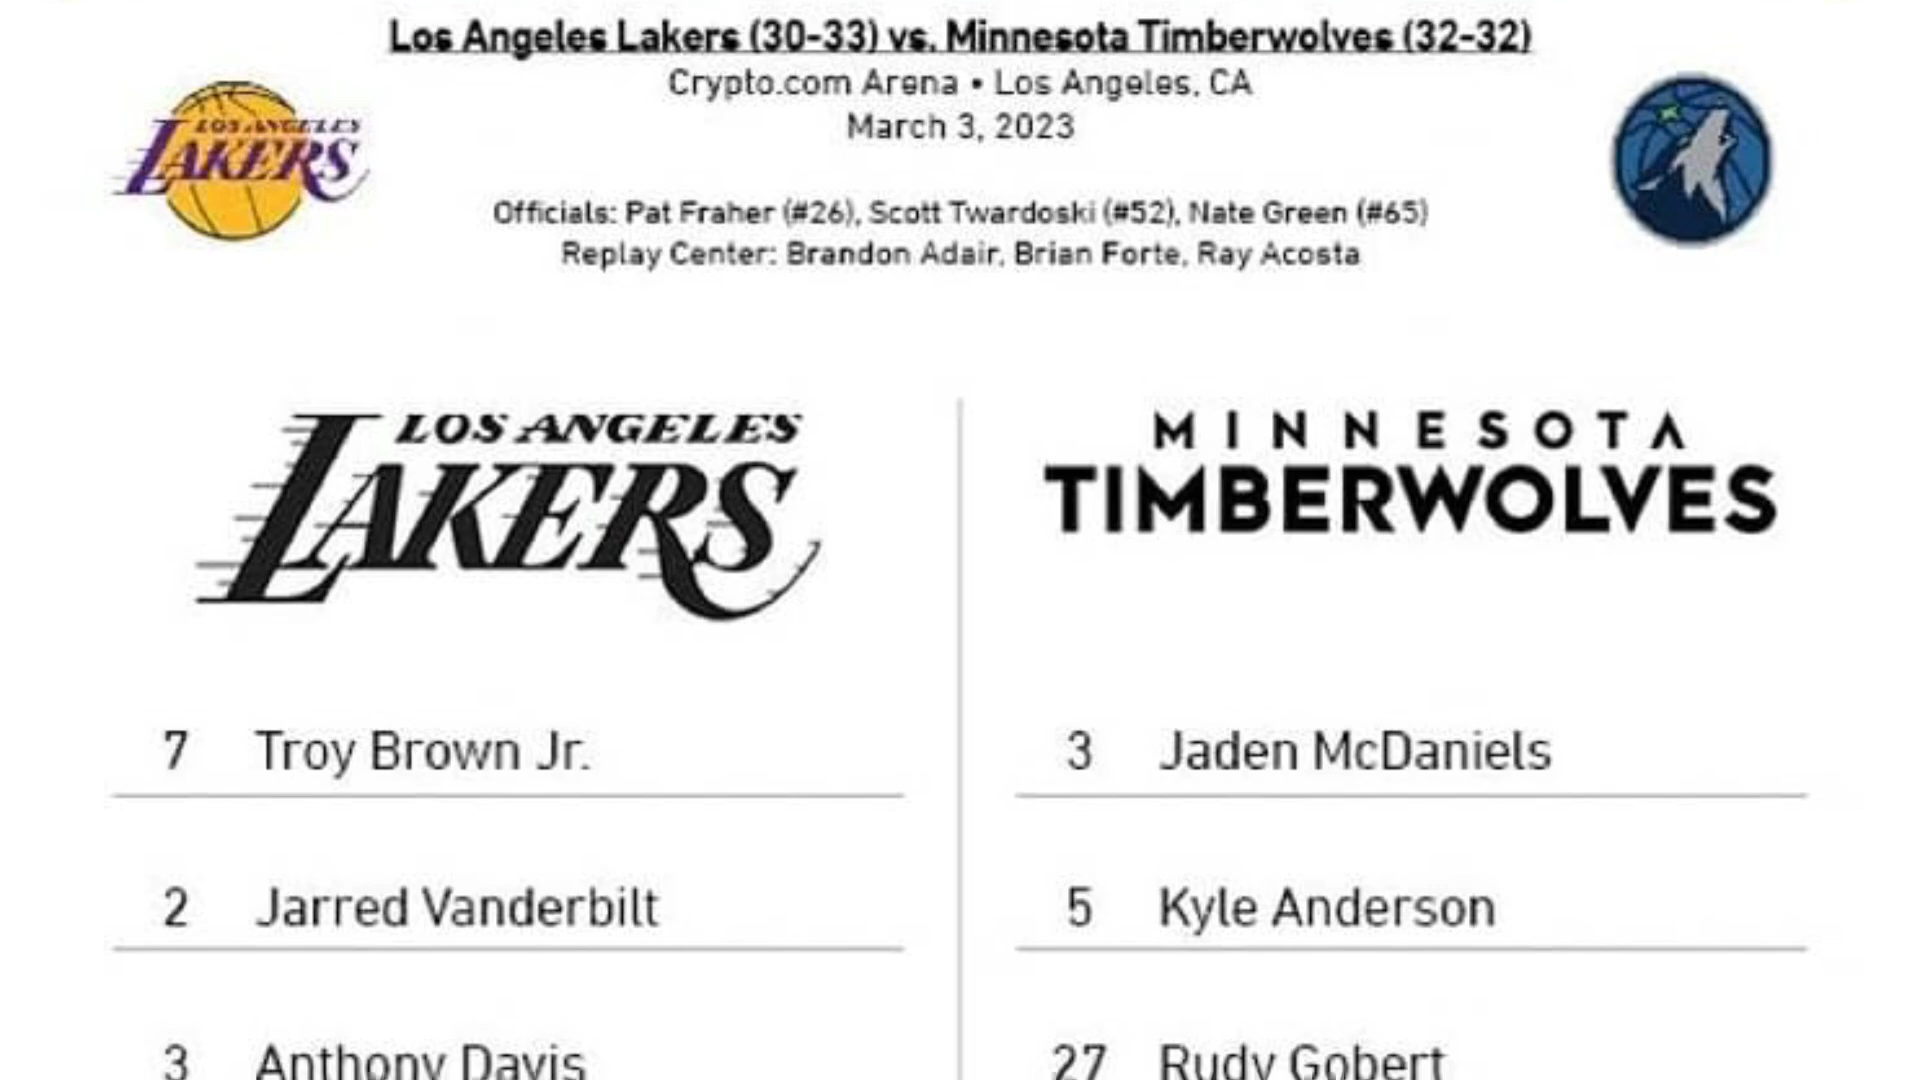 Los Angeles Lakers (30-33) vs. Minnesota Timberwolves (32-32)
Crypto.com Arena • Los Angeles, CA
March 3, 2023
LOS ANGELES
LAKERS
Officials: Pat Fraher (#26), Scott Twardoski (#52), Nate Green (#65)
Replay Center: Brandon Adair, Brian Forte, Ray Acosta
LOS ANGELES
LAKERS
MINNESOTA
TIMBERWOLVES
7 Troy Brown Jr.
3 Jaden McDaniels
2 Jarred Vanderbilt
5 Kyle Anderson
3 Anthony Davis
27 Rudy Gobert